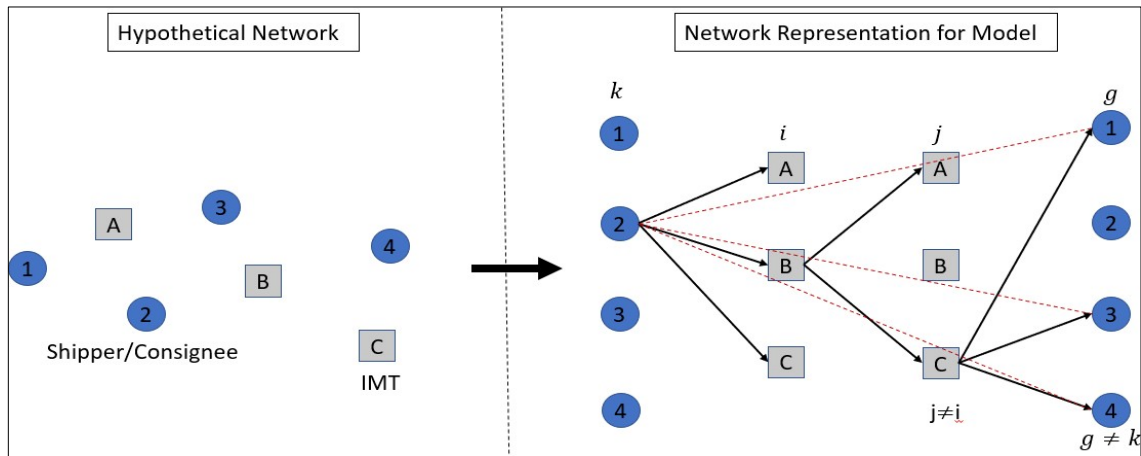 Hypothetical Network
A
3
1
B
4
2
Shipper/Consignee
C
IMT
Network Representation for Model
k
1
2
3
4
i
A
B
C
j
A
B
C
j≠i
g
1
2
3
4
g ≠ k